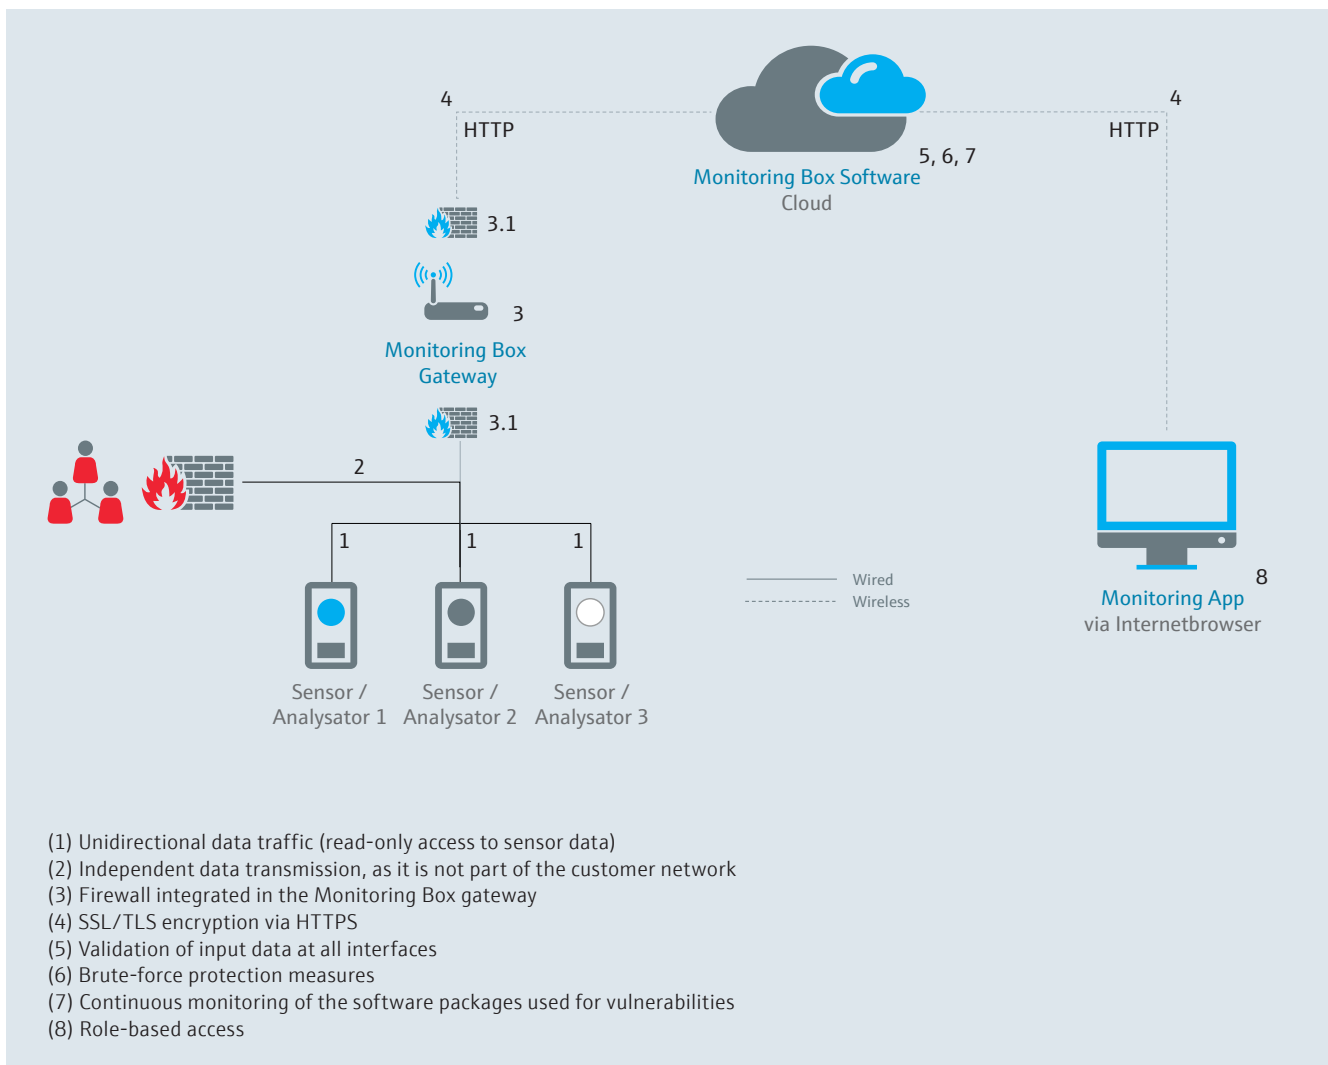 4
4
HTTP
HTTP
5, 6, 7
Monitoring Box Software
Cloud
3.1
3
Monitoring Box
Gateway
3.1
2
1
1
1
Wired
Wireless
8
Monitoring App
via Internetbrowser
Sensor /
Analysator 1
Sensor /
Analysator 2
Sensor /
Analysator 3
(1) Unidirectional data traffic (read-only access to sensor data)
(2) Independent data transmission, as it is not part of the customer network
(3) Firewall integrated in the Monitoring Box gateway
(4) SSL/TLS encryption via HTTPS
(5) Validation of input data at all interfaces
(6) Brute-force protection measures
(7) Continuous monitoring of the software packages used for vulnerabilities
(8) Role-based access